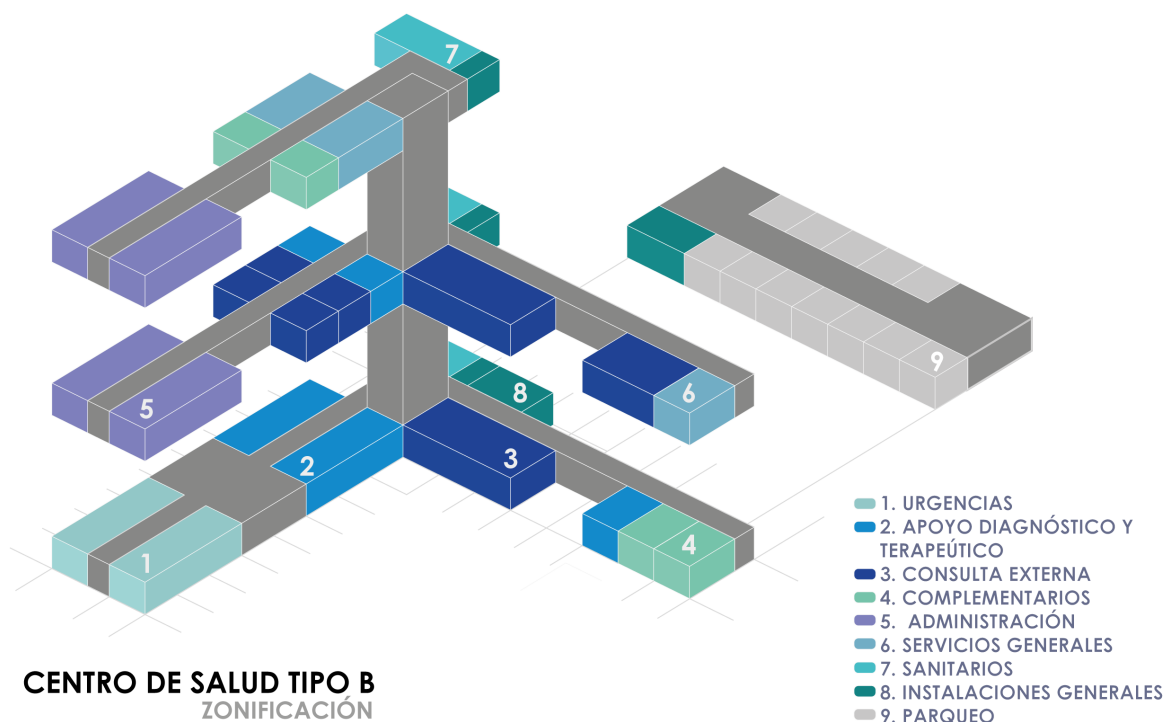 7
9
8
6
5
3
2
4
1
1. URGENCIAS
2. APOYO DIAGNÓSTICO Y
TERAPEÚTICO
3. CONSULTA EXTERNA
4. COMPLEMENTARIOS
5. ADMINISTRACIÓN
6. SERVICIOS GENERALES
7. SANITARIOS
8. INSTALACIONES GENERALES
9. PARQUEO
CENTRO DE SALUD TIPO B
ZONIFICACIÓN